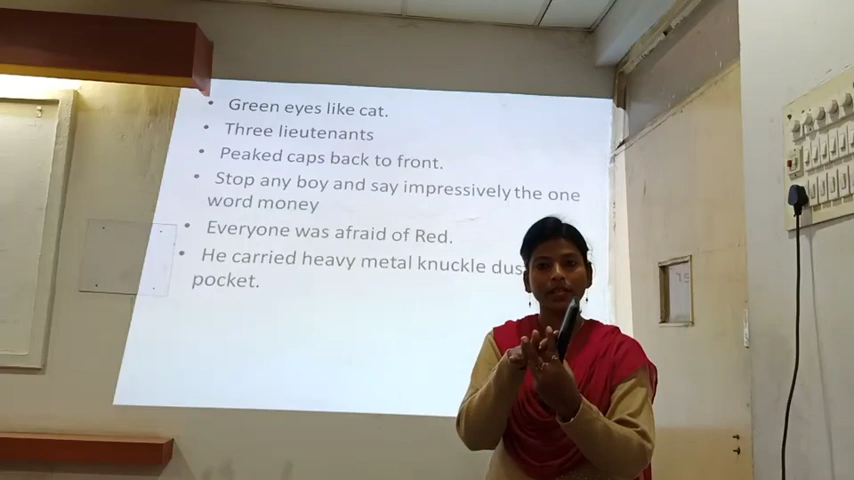 • Green eyes like cat.
• Three lieutenants
• Peaked caps back to front.
• Stop any boy and say impressively the one
word money
• Everyone was afraid of Red.
• He carried heavy metal knuckle dus
pocket.